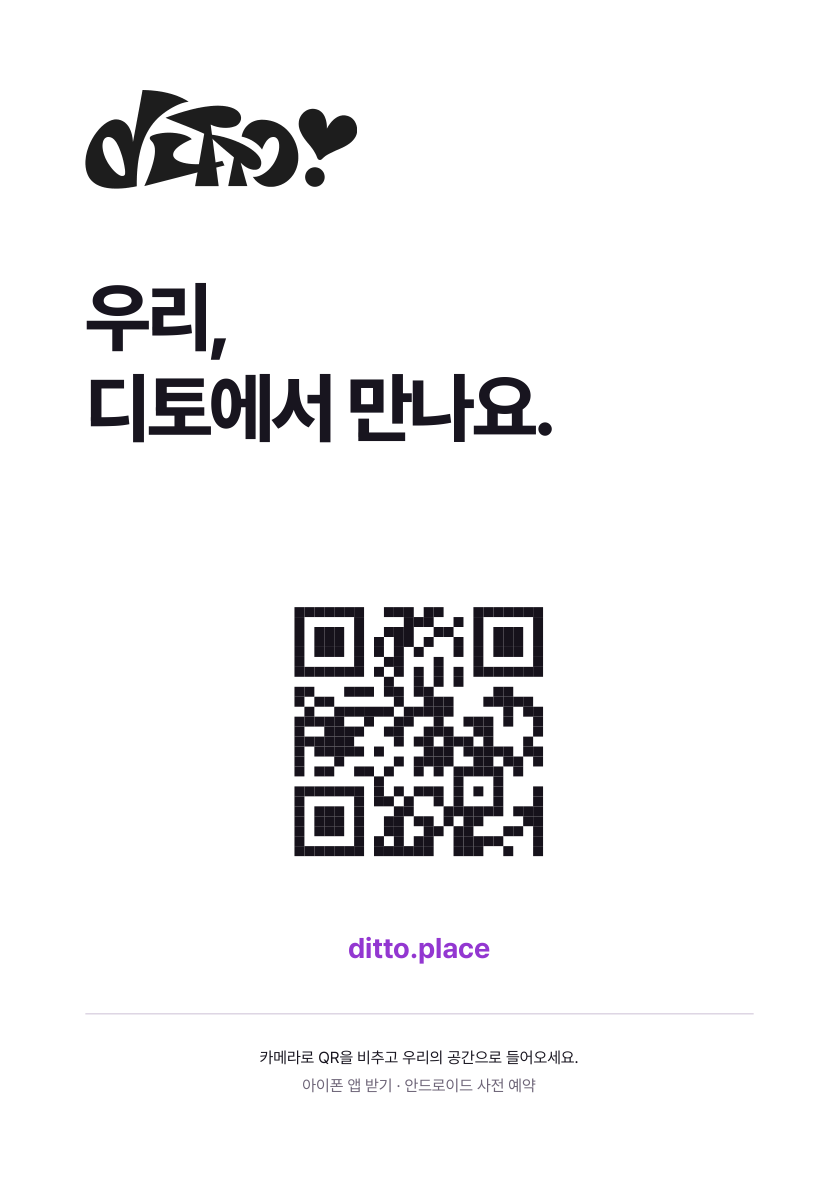 ditto!
우리,
디토에서 만나요.
ditto.place
카메라로 QR을 비추고 우리의 공간으로 들어오세요.
아이폰 앱 받기 · 안드로이드 사전 예약